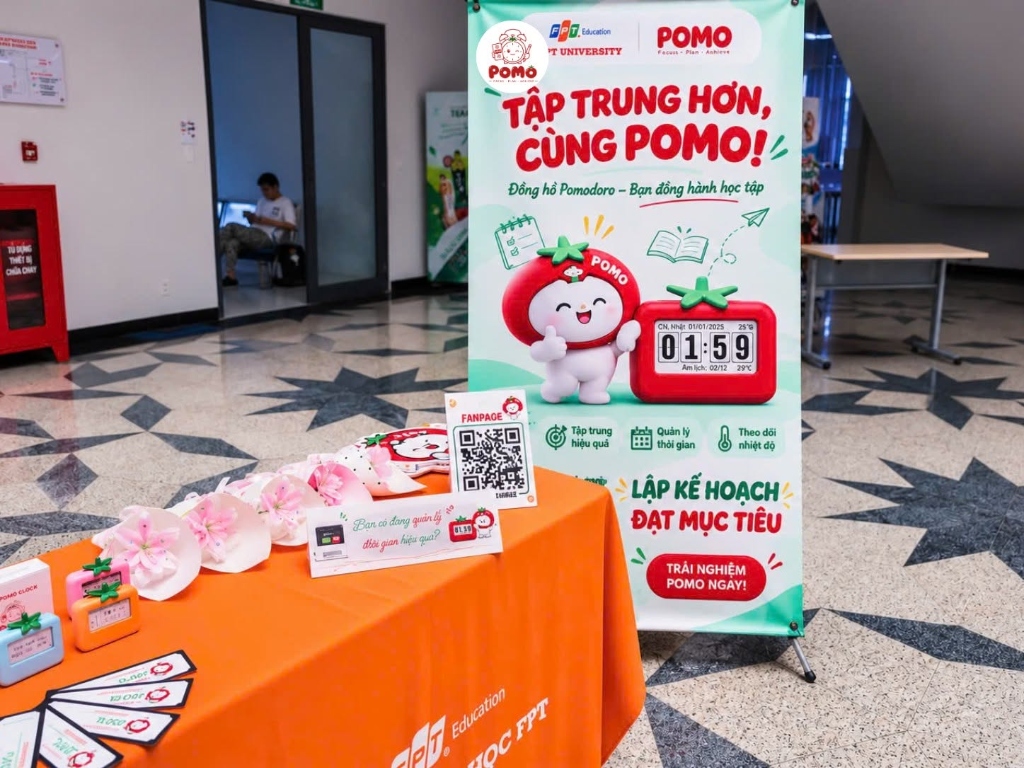 FPT Education
FPT UNIVERSITY
POMO
Focus - Plan - Achieve
POMO
TẬP TRUNG HƠN,
CÙNG POMO!
Đồng hồ Pomodoro – Bạn đồng hành học tập
POMO
CN, Nhật 01/01/2025 25°C
01:59
Âm lịch: 02/12 29°C
Tập trung
hiệu quả
Quản lý
thời gian
Theo dõi
nhiệt độ
LẬP KẾ HOẠCH
ĐẠT MỤC TIÊU
TRẢI NGHIỆM
POMO NGAY!
TỦ ĐỰNG
THIẾT BỊ
CHỮA CHÁY
FANPAGE
Bạn có đang quản lý
thời gian hiệu quả?
01:59
POMO CLOCK
FPT Education
HỌC FPT